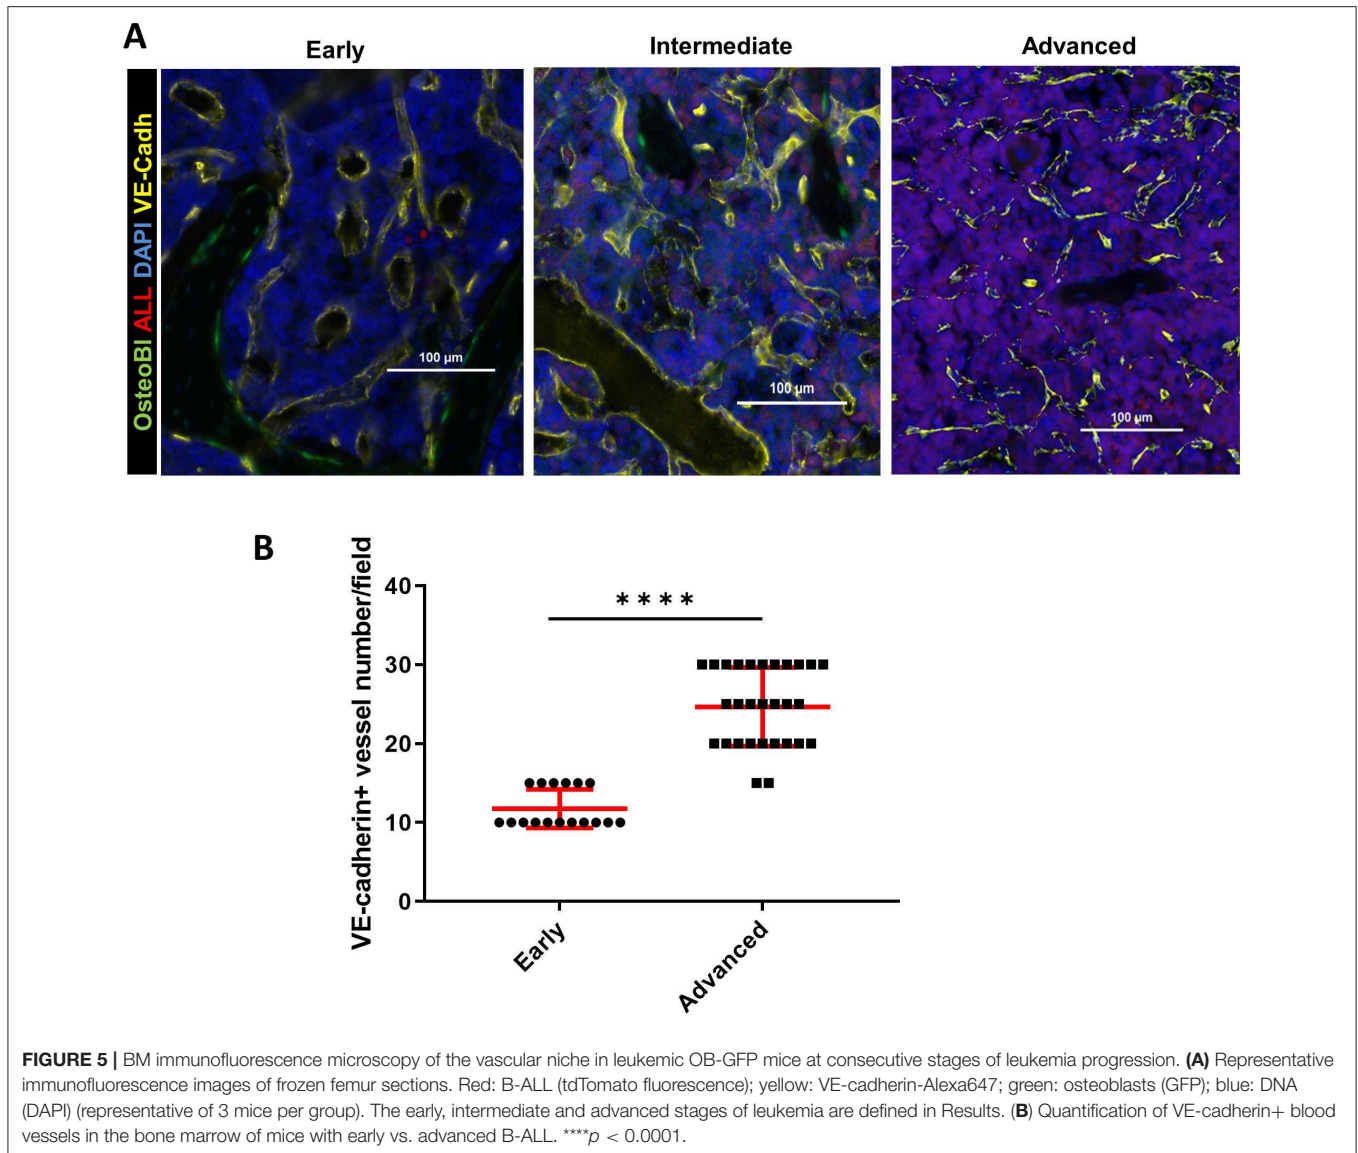 A
Early
Intermediate
Advanced
OsteoBl ALL DAPI VE-Cadh
100 µm
100 µm
100 µm
B
VE-cadherin+ vessel number/field
40
30
20
10
0
****
Early
Advanced
FIGURE 5 | BM immunofluorescence microscopy of the vascular niche in leukemic OB-GFP mice at consecutive stages of leukemia progression. (A) Representative
immunofluorescence images of frozen femur sections. Red: B-ALL (tdTomato fluorescence); yellow: VE-cadherin-Alexa647; green: osteoblasts (GFP); blue: DNA
(DAPI) (representative of 3 mice per group). The early, intermediate and advanced stages of leukemia are defined in Results. (B) Quantification of VE-cadherin+ blood
vessels in the bone marrow of mice with early vs. advanced B-ALL. ****p < 0.0001.